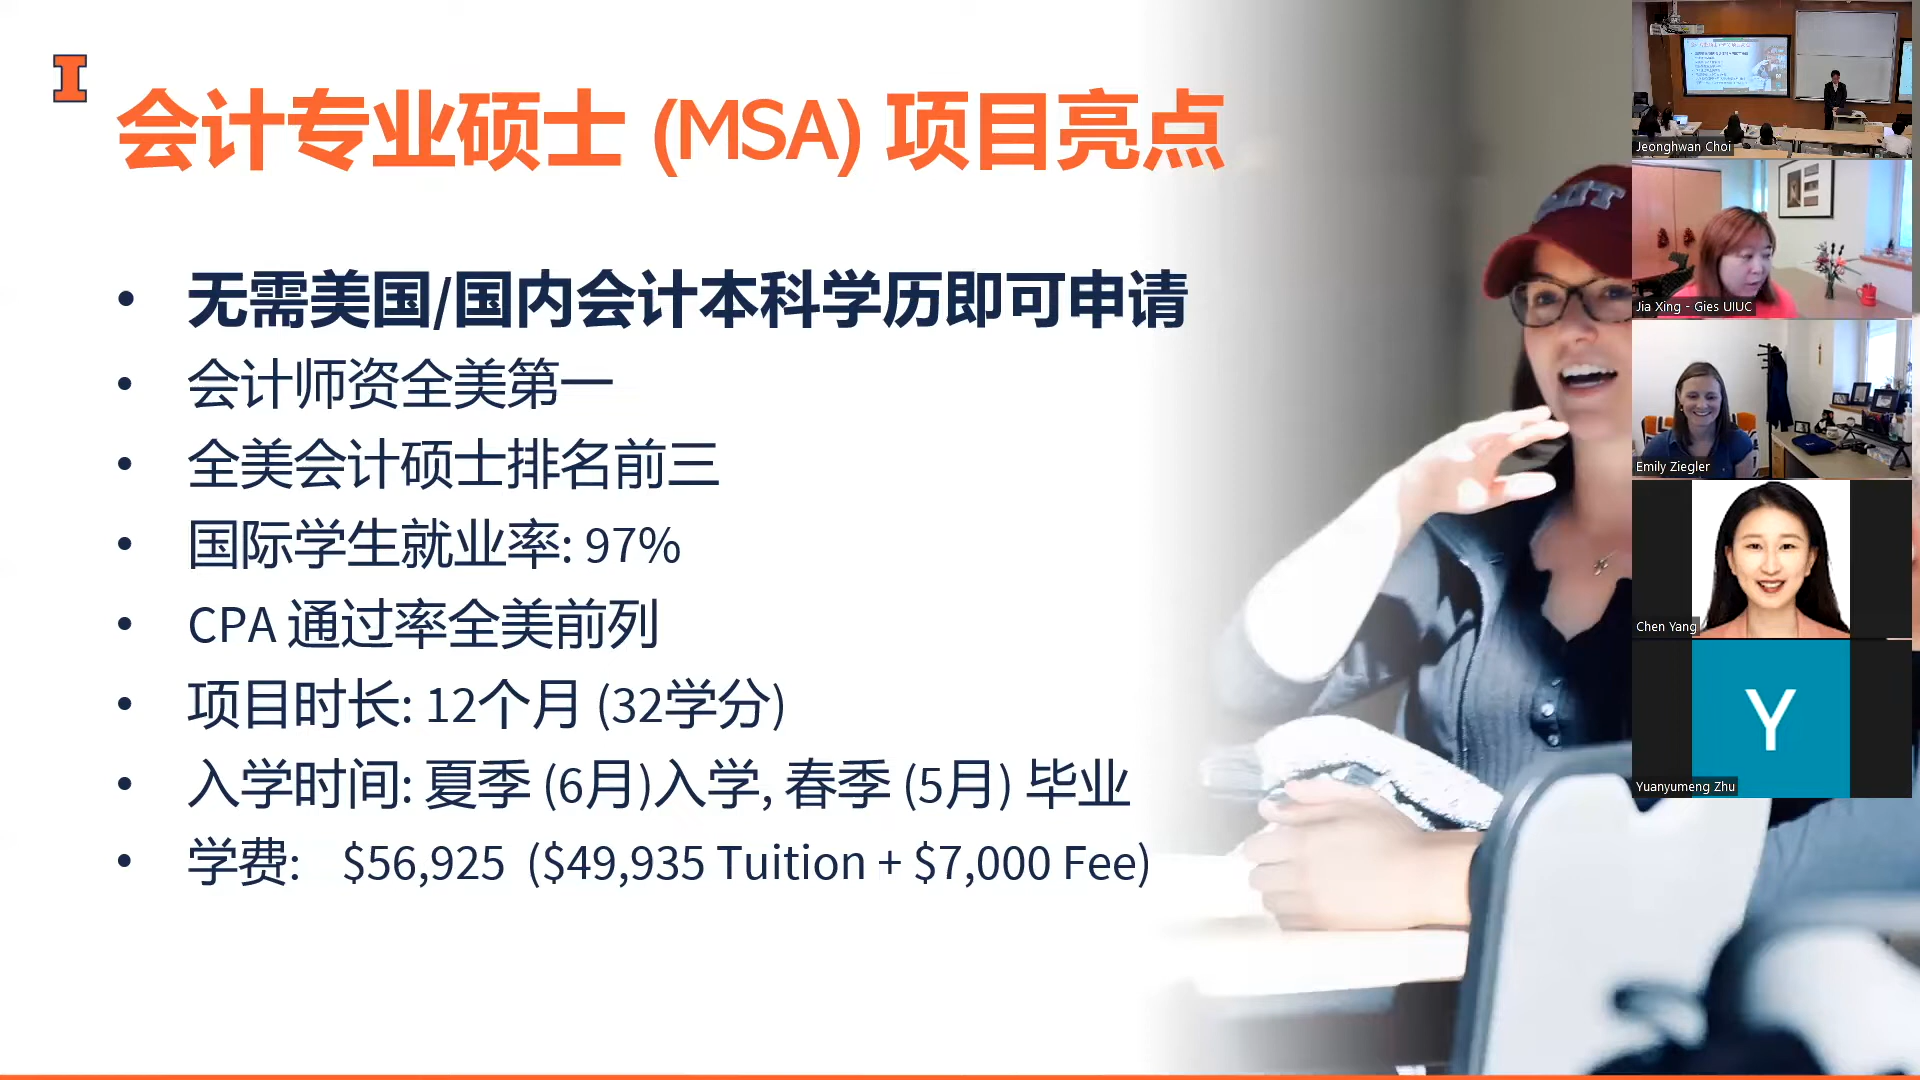 会计专业硕士 (MSA) 项目亮点
• 无需美国/国内会计本科学历即可申请
• 会计师资全美第一
• 全美会计硕士排名前三
• 国际学生就业率: 97%
• CPA 通过率全美前列
• 项目时长: 12个月 (32学分)
• 入学时间: 夏季 (6月)入学, 春季 (5月) 毕业
• 学费: $56,925 ($49,935 Tuition + $7,000 Fee)
Jeonghwan Choi
Jia Xing - Gies UIUC
Emily Ziegler
Chen Yang
Y
Yuanyumeng Zhu